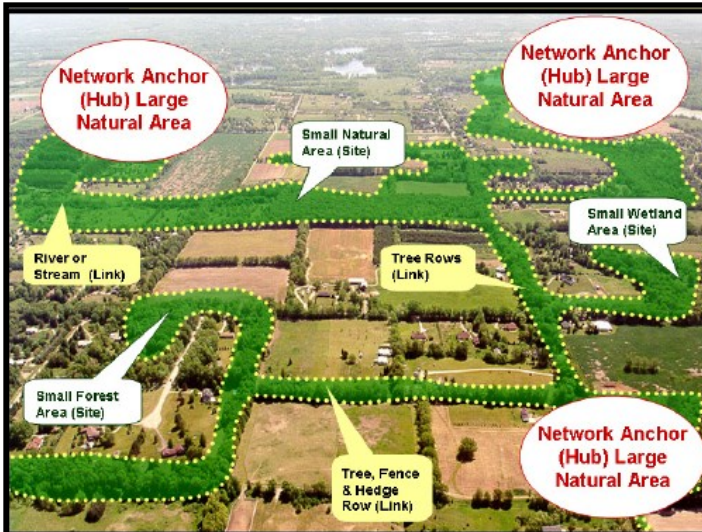 Network Anchor
(Hub) Large
Natural Area
Network Anchor
(Hub) Large
Natural Area
Small Natural
Area (Site)
Small Wetland
Area (Site)
River or
Stream (Link)
Tree Rows
(Link)
Small Forest
Area (Site)
Tree, Fence
& Hedge
Row (Link)
Network Anchor
(Hub) Large
Natural Area